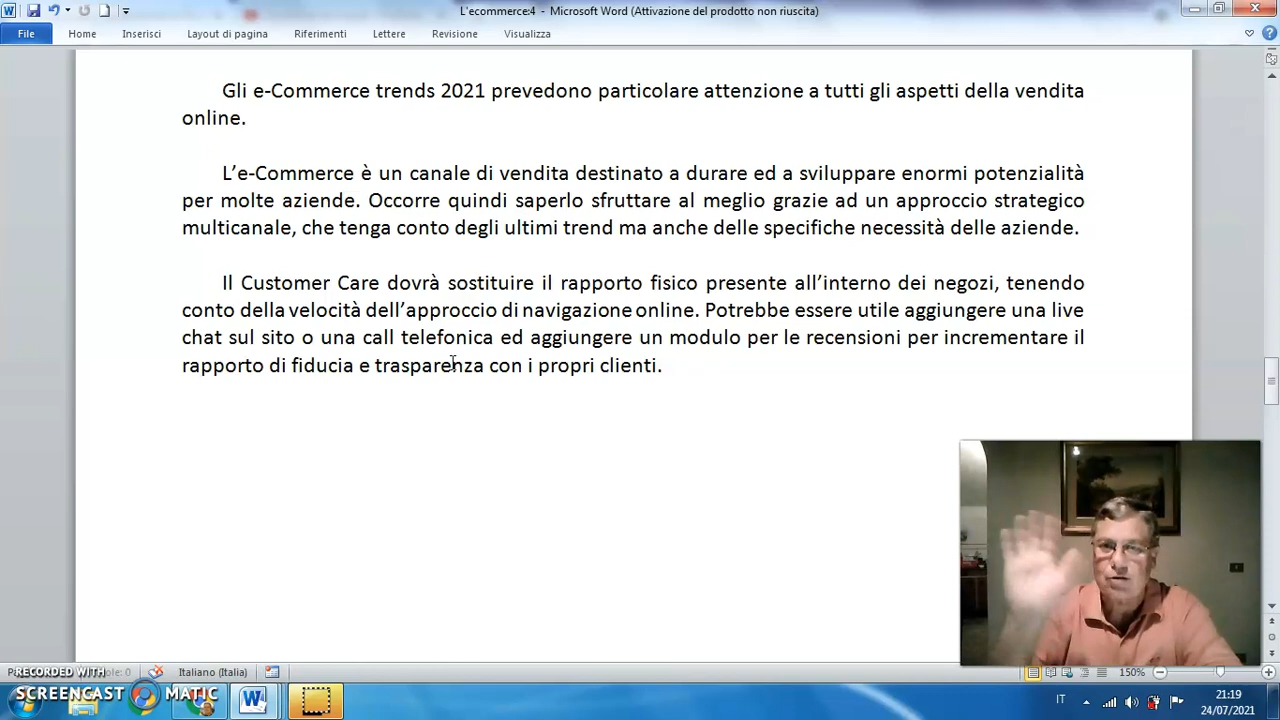 L'ecommerce:4 - Microsoft Word (Attivazione del prodotto non riuscita)
File Home Inserisci Layout di pagina Riferimenti Lettere Revisione Visualizza
Gli e-Commerce trends 2021 prevedono particolare attenzione a tutti gli aspetti della vendita
online.
L’e-Commerce è un canale di vendita destinato a durare ed a sviluppare enormi potenzialità
per molte aziende. Occorre quindi saperlo sfruttare al meglio grazie ad un approccio strategico
multicanale, che tenga conto degli ultimi trend ma anche delle specifiche necessità delle aziende.
Il Customer Care dovrà sostituire il rapporto fisico presente all’interno dei negozi, tenendo
conto della velocità dell’approccio di navigazione online. Potrebbe essere utile aggiungere una live
chat sul sito o una call telefonica ed aggiungere un modulo per le recensioni per incrementare il
rapporto di fiducia e trasparenza con i propri clienti.
RECORDED WITH
Italiano (Italia) 150%
SCREENCAST MATIC
IT 21:19
24/07/2021